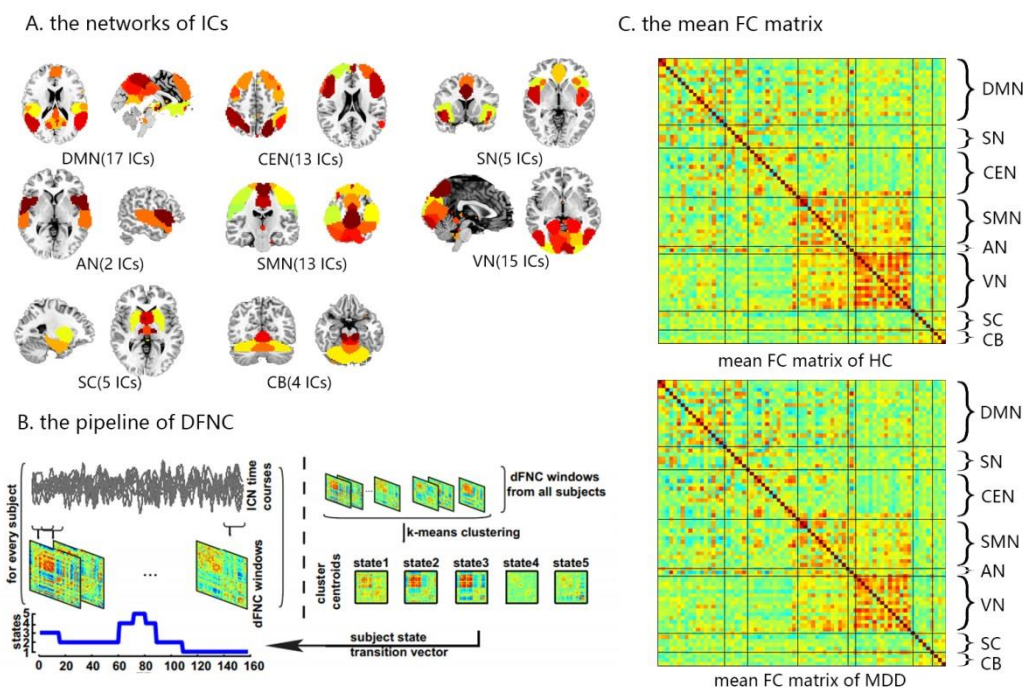 A. the networks of ICs
DMN(17 ICs)
CEN(13 ICs)
SN(5 ICs)
AN(2 ICs)
SMN(13 ICs)
VN(15 ICs)
SC(5 ICs)
CB(4 ICs)
B. the pipeline of DFNC
for every subject
ICN time
courses
dFNC windows
...
states
5
4
3
2
1
0 20 40 60 80 100 120 140 160
dFNC windows
from all subjects
...
k-means clustering
cluster
centroids
state1 state2 state3 state4 state5
subject state
transition vector
C. the mean FC matrix
DMN
SN
CEN
SMN
AN
VN
SC
CB
mean FC matrix of HC
DMN
SN
CEN
SMN
AN
VN
SC
CB
mean FC matrix of MDD